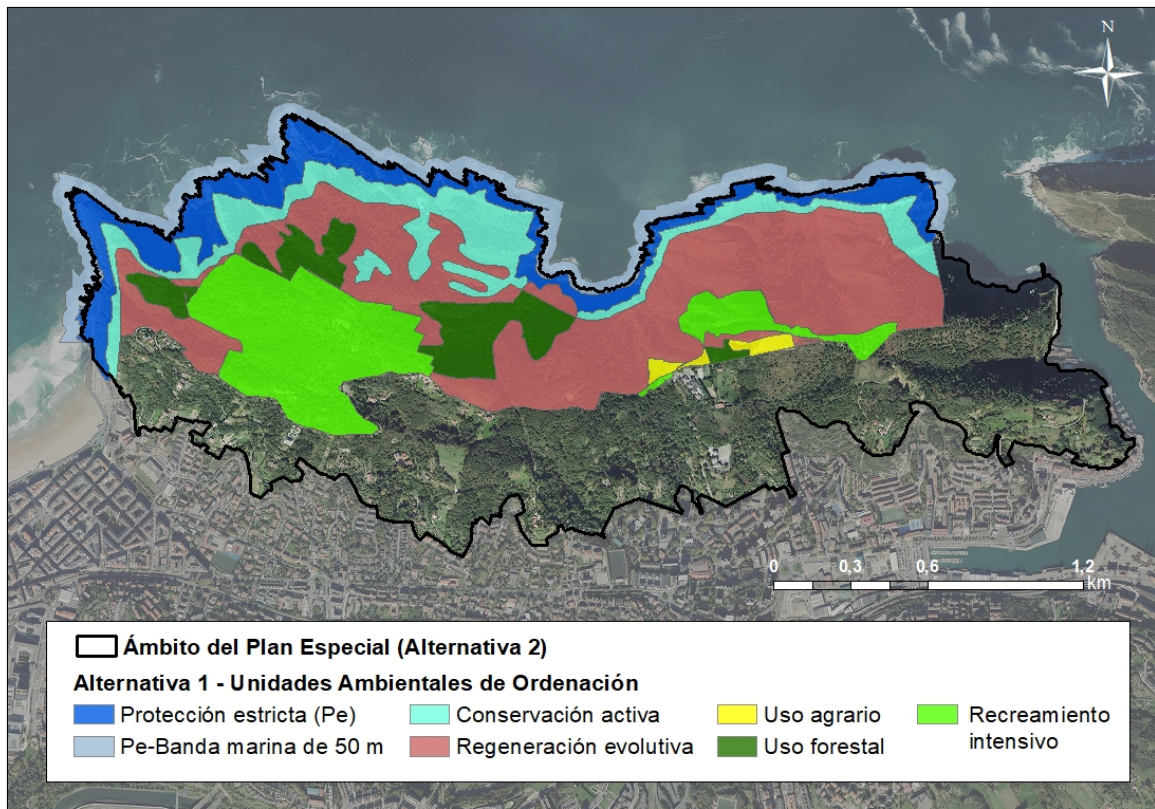 N
0 0,3 0,6 1,2
km
Ámbito del Plan Especial (Alternativa 2)
Alternativa 1 - Unidades Ambientales de Ordenación
Protección estricta (Pe)
Pe-Banda marina de 50 m
Conservación activa
Regeneración evolutiva
Uso agrario
Uso forestal
Recreamiento
intensivo